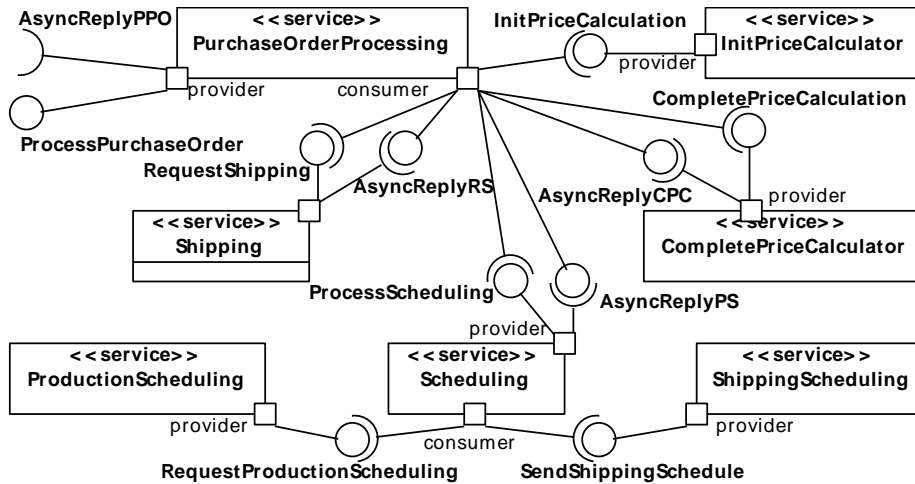 AsyncReplyPPO
<<service>>
PurchaseOrderProcessing
InitPriceCalculation
<<service>>
InitPriceCalculator
provider
consumer
provider
CompletePriceCalculation
ProcessPurchaseOrder
RequestShipping
AsyncReplyRS
AsyncReplyCPC
provider
<<service>>
Shipping
<<service>>
CompletePriceCalculator
ProcessScheduling
AsyncReplyPS
provider
<<service>>
ProductionScheduling
<<service>>
Scheduling
<<service>>
ShippingScheduling
provider
consumer
provider
RequestProductionScheduling
SendShippingSchedule